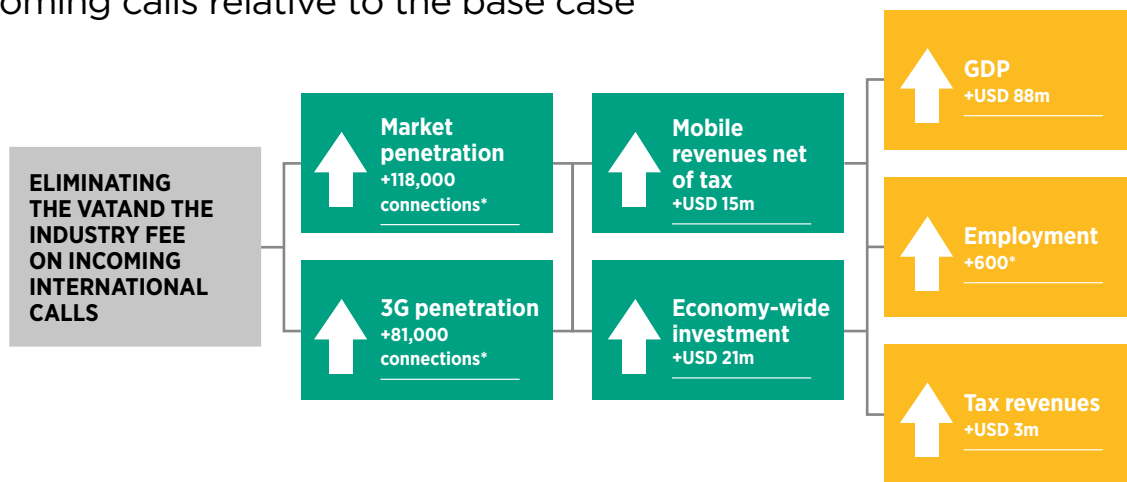 oming calls relative to the base case
ELIMINATING
THE VATAND THE
INDUSTRY FEE
ON INCOMING
INTERNATIONAL
CALLS
Market
penetration
+118,000
connections*
3G penetration
+81,000
connections*
Mobile
revenues net
of tax
+USD 15m
Economy-wide
investment
+USD 21m
GDP
+USD 88m
Employment
+600*
Tax revenues
+USD 3m